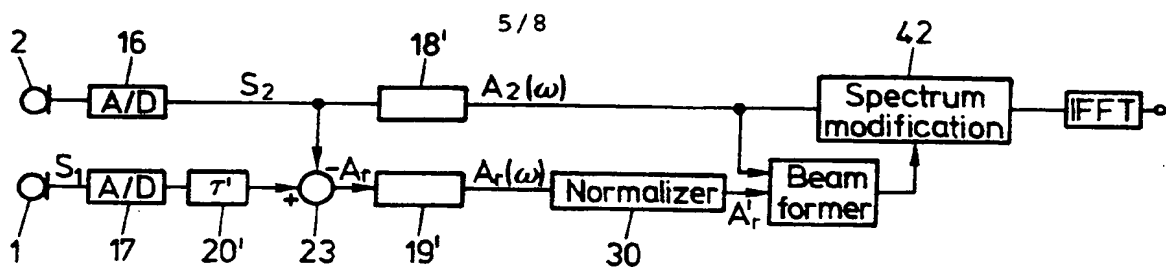 5/8
2 16 18' 42
A/D S2 A2(ω) Spectrum modification IFFT
S1 A/D τ' + -Ar Ar(ω) Normalizer A'r Beam former
1 17 20' 23 19' 30